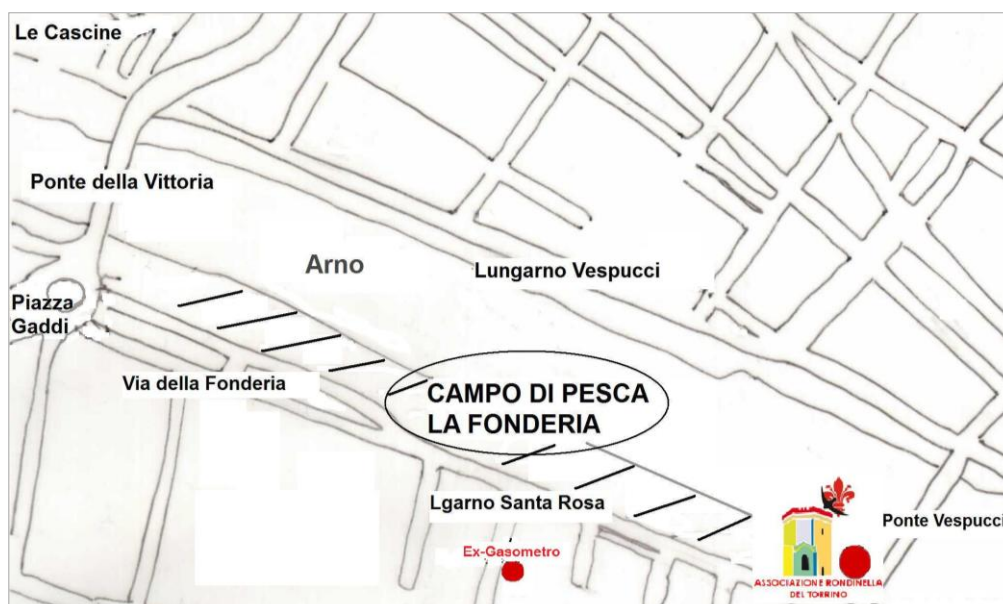 Le Cascine
Ponte della Vittoria
Arno
Lungarno Vespucci
Piazza
Gaddi
Via della Fonderia
CAMPO DI PESCA
LA FONDERIA
Lgarno Santa Rosa
Ponte Vespucci
Ex-Gasometro
ASSOCIAZIONE RONDINELLA
DEL TORRINO